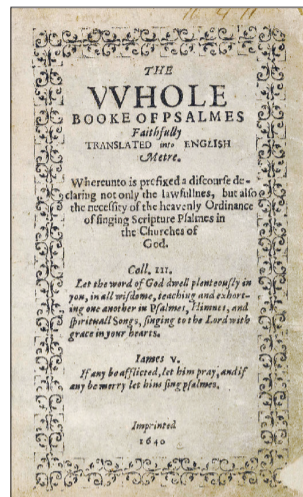 THE
VVHOLE
BOOKE OF PSALMES
Faithfully
TRANSLATED into ENGLISH
Metre.
Whereunto is prefixed a discourse de-
claring not only the lawfullnes, but also
the necessity of the heavenly Ordinance
of singing Scripture Psalmes in
the Churches of
God.
Coll. III.
Let the word of God dwell plenteously in
you, in all wisdome, teaching and exhort-
ing one another in Psalmes, Himnes, and
spirituall Songs, singing to the Lord with
grace in your hearts.
Iames V.
If any be afflicted, let him pray, and if
any be merry let him sing psalmes.
Imprinted
1640